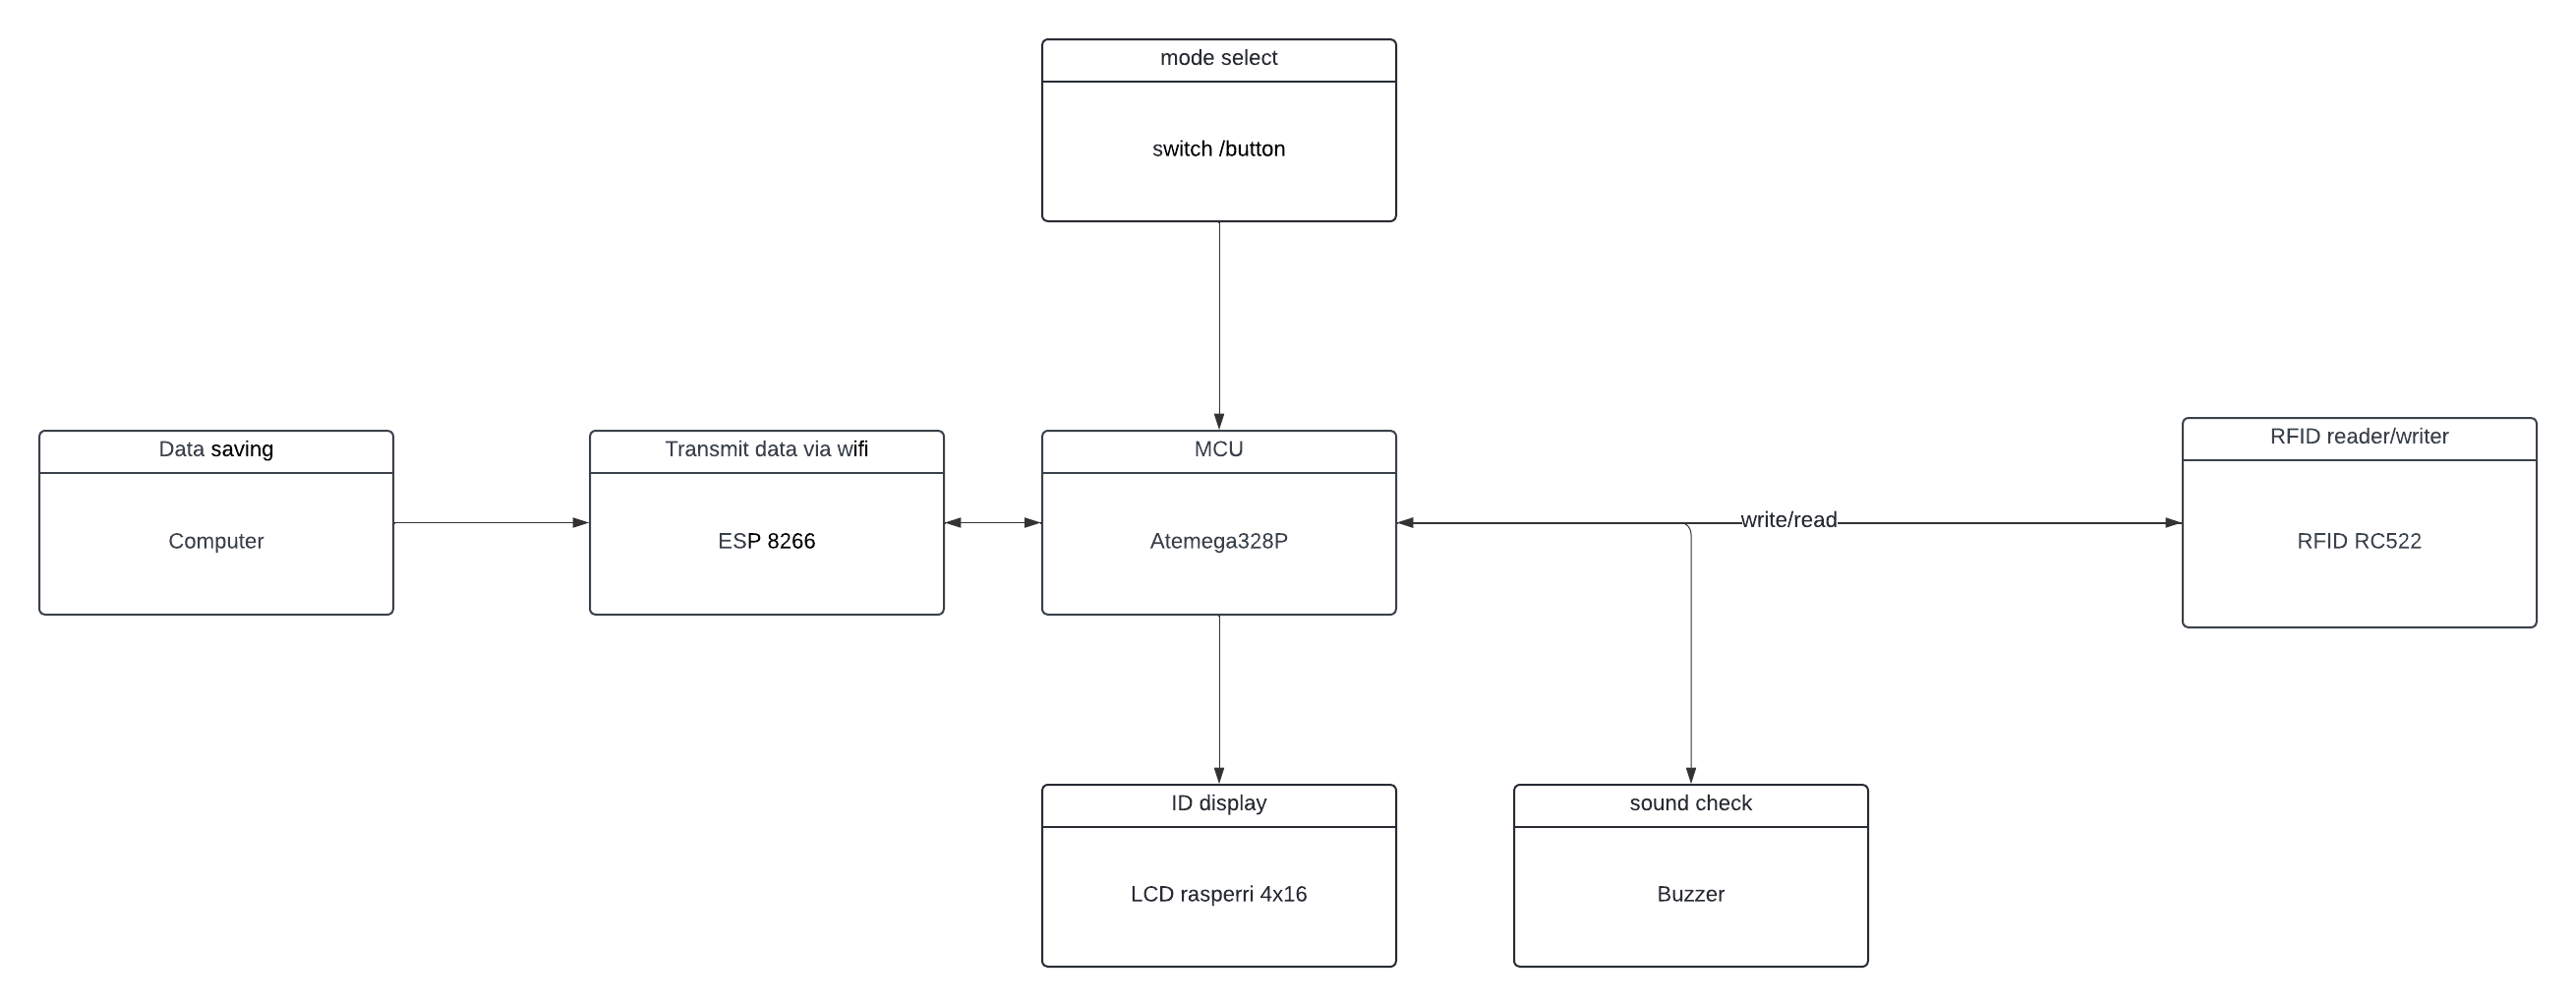 mode select
switch /button
Data saving
Computer
Transmit data via wifi
ESP 8266
MCU
Atemega328P
write/read
RFID reader/writer
RFID RC522
ID display
LCD rasperri 4x16
sound check
Buzzer